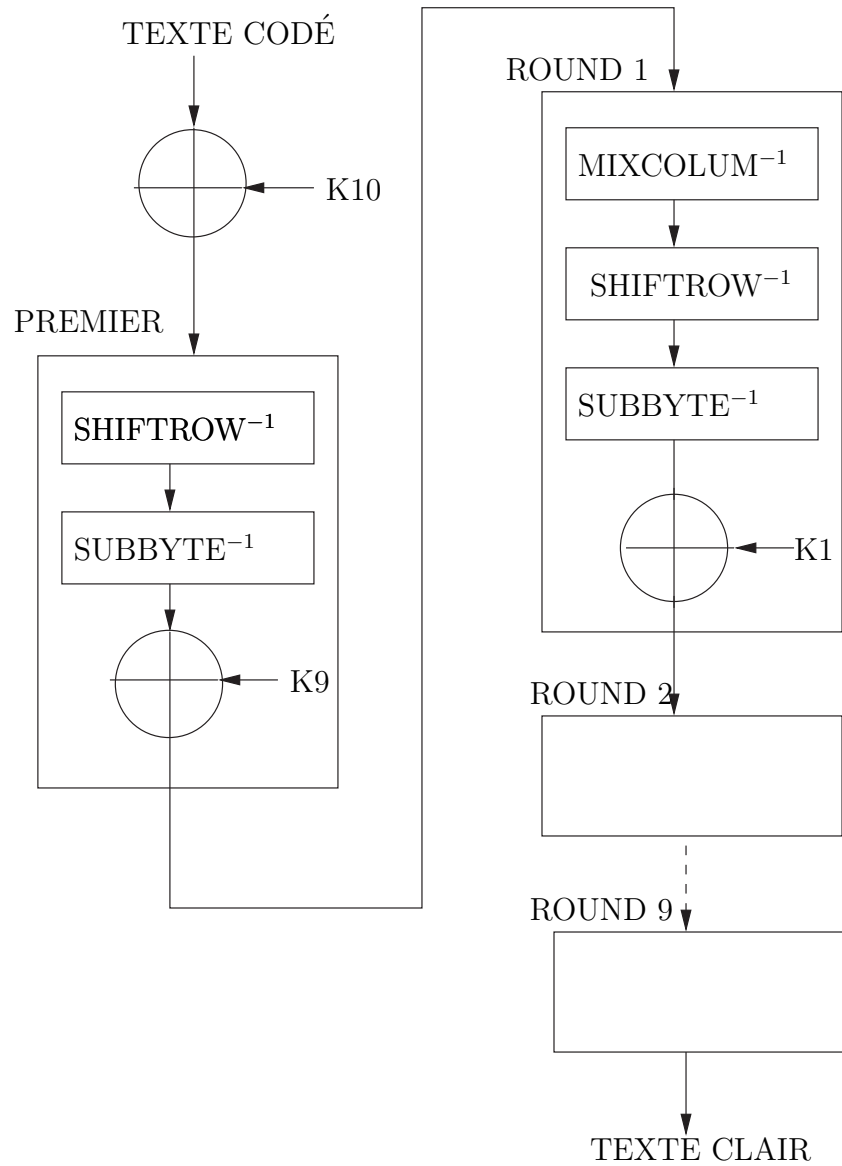 TEXTE CODÉ
K10
PREMIER
SHIFTROW⁻¹
SUBBYTE⁻¹
K9
ROUND 1
MIXCOLUM⁻¹
SHIFTROW⁻¹
SUBBYTE⁻¹
K1
ROUND 2
ROUND 9
TEXTE CLAIR